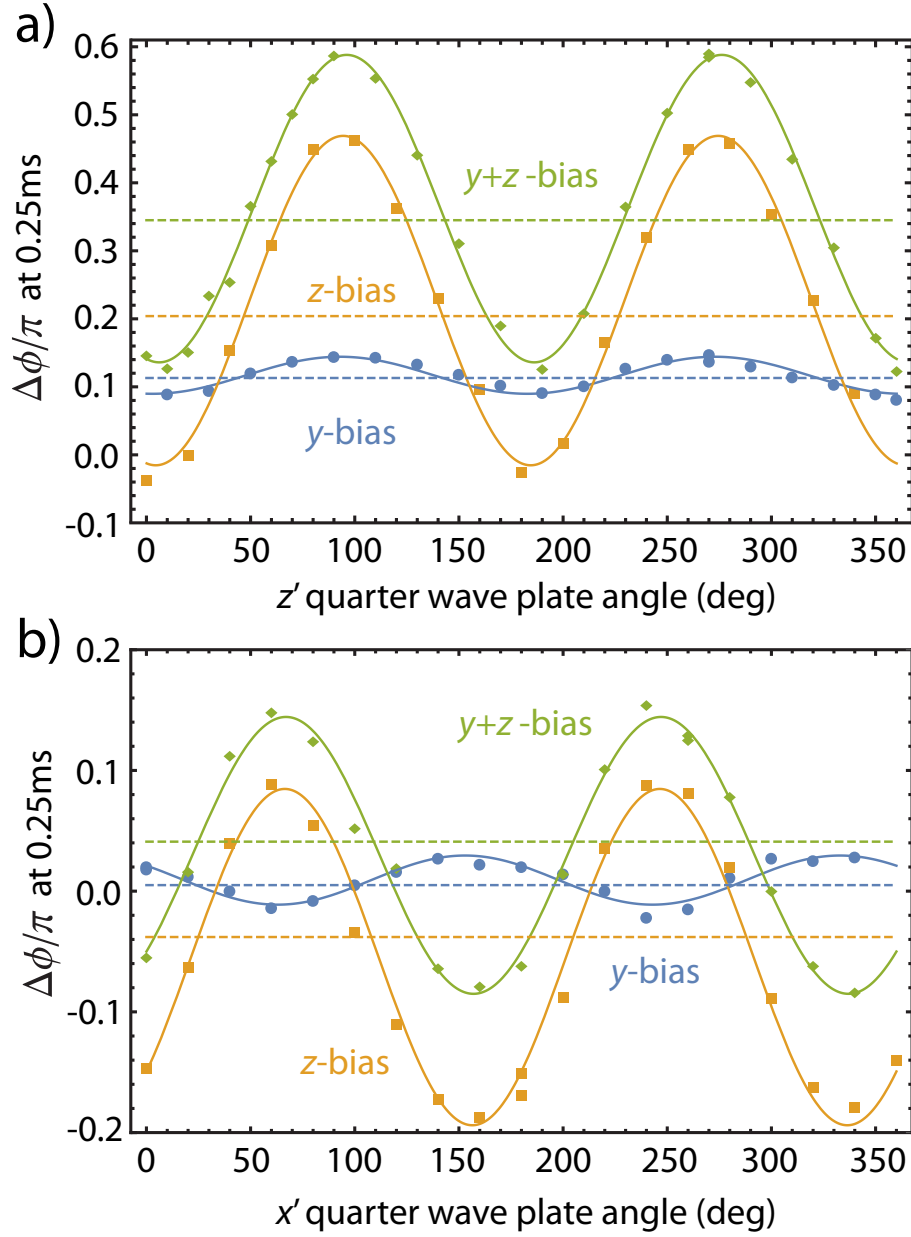 a)
0.6
0.5
0.4
0.3
0.2
0.1
0.0
-0.1
Δϕ/π at 0.25ms
y+z -bias
z-bias
y-bias
0 50 100 150 200 250 300 350
z′ quarter wave plate angle (deg)
b)
0.2
0.1
0.0
-0.1
-0.2
Δϕ/π at 0.25ms
y+z -bias
y-bias
z-bias
0 50 100 150 200 250 300 350
x′ quarter wave plate angle (deg)